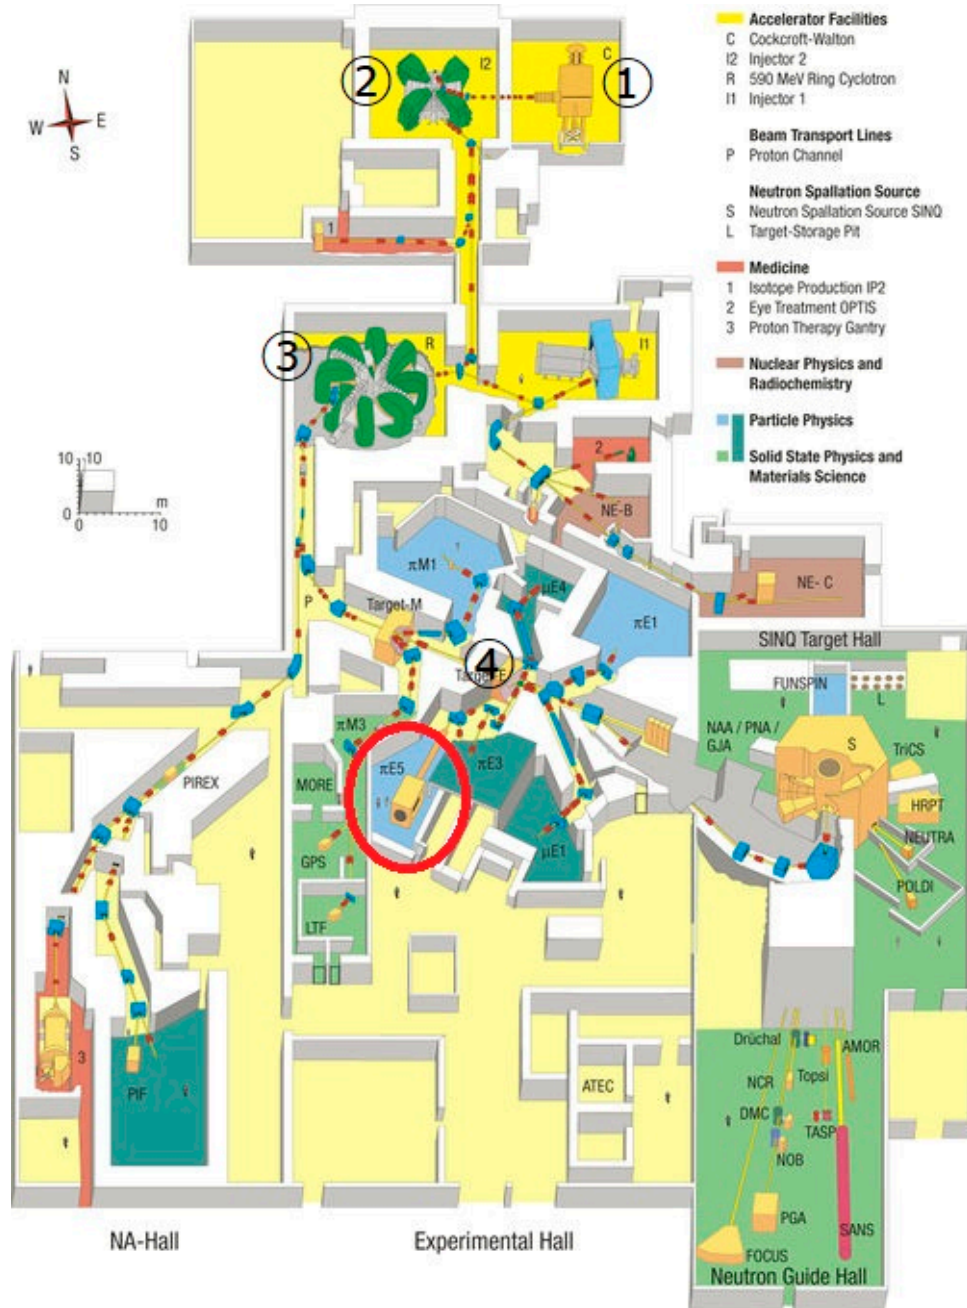 Accelerator Facilities
C Cockcroft-Walton
I2 Injector 2
R 590 MeV Ring Cyclotron
I1 Injector 1
Beam Transport Lines
P Proton Channel
Neutron Spallation Source
S Neutron Spallation Source SINQ
L Target-Storage Pit
Medicine
1 Isotope Production IP2
2 Eye Treatment OPTIS
3 Proton Therapy Gantry
Nuclear Physics and
Radiochemistry
Particle Physics
Solid State Physics and
Materials Science
N
W E
S
② I2 C ①
1
③ R I1
10 10
0 m
0 10
2
NE-B
πM1
μE4
NE- C
P
Target-M
πE1
SINQ Target Hall
④
Target-E
FUNSPIN
L
πM3
NAA / PNA /
GJA
S
TriCS
PIREX
πE5
πE3
MORE
HRPT
NEUTRA
GPS
μE1
POLDI
LTF
3
PIF
ATEC
Drüchal
AMOR
NCR
Topsi
DMC
TASP
NOB
PGA
SANS
FOCUS
NA-Hall
Experimental Hall
Neutron Guide Hall